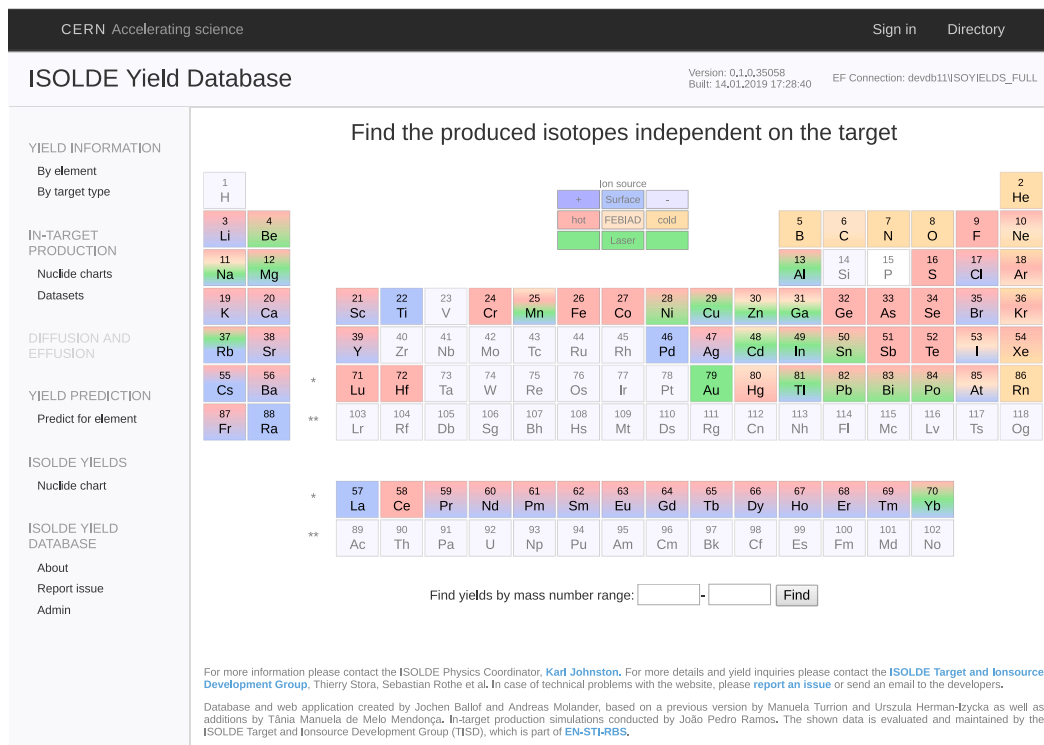 CERN Accelerating science
Sign in Directory
ISOLDE Yield Database
Version: 0.1.0.35058
Built: 14.01.2019 17:28:40
EF Connection: devdb11\ISOYIELDS_FULL
YIELD INFORMATION
By element
By target type
IN-TARGET
PRODUCTION
Nuclide charts
Datasets
DIFFUSION AND
EFFUSION
YIELD PREDICTION
Predict for element
ISOLDE YIELDS
Nuclide chart
ISOLDE YIELD
DATABASE
About
Report issue
Admin
Find the produced isotopes independent on the target
Ion source
+ Surface -
hot FEBIAD cold
Laser
1 2
H He
3 4 5 6 7 8 9 10
Li Be B C N O F Ne
11 12 13 14 15 16 17 18
Na Mg Al Si P S Cl Ar
19 20 21 22 23 24 25 26 27 28 29 30 31 32 33 34 35 36
K Ca Sc Ti V Cr Mn Fe Co Ni Cu Zn Ga Ge As Se Br Kr
37 38 39 40 41 42 43 44 45 46 47 48 49 50 51 52 53 54
Rb Sr Y Zr Nb Mo Tc Ru Rh Pd Ag Cd In Sn Sb Te I Xe
55 56 * 71 72 73 74 75 76 77 78 79 80 81 82 83 84 85 86
Cs Ba Lu Hf Ta W Re Os Ir Pt Au Hg Tl Pb Bi Po At Rn
87 88 ** 103 104 105 106 107 108 109 110 111 112 113 114 115 116 117 118
Fr Ra Lr Rf Db Sg Bh Hs Mt Ds Rg Cn Nh Fl Mc Lv Ts Og
* 57 58 59 60 61 62 63 64 65 66 67 68 69 70
La Ce Pr Nd Pm Sm Eu Gd Tb Dy Ho Er Tm Yb
** 89 90 91 92 93 94 95 96 97 98 99 100 101 102
Ac Th Pa U Np Pu Am Cm Bk Cf Es Fm Md No
Find yields by mass number range: - Find
For more information please contact the ISOLDE Physics Coordinator, Karl Johnston. For more details and yield inquiries please contact the ISOLDE Target and Ionsource
Development Group, Thierry Stora, Sebastian Rothe et al. In case of technical problems with the website, please report an issue or send an email to the developers.
Database and web application created by Jochen Ballof and Andreas Molander, based on a previous version by Manuela Turrion and Urszula Herman-Izycka as well as
additions by Tânia Manuela de Melo Mendonça. In-target production simulations conducted by João Pedro Ramos. The shown data is evaluated and maintained by the
ISOLDE Target and Ionsource Development Group (TISD), which is part of EN-STI-RBS.